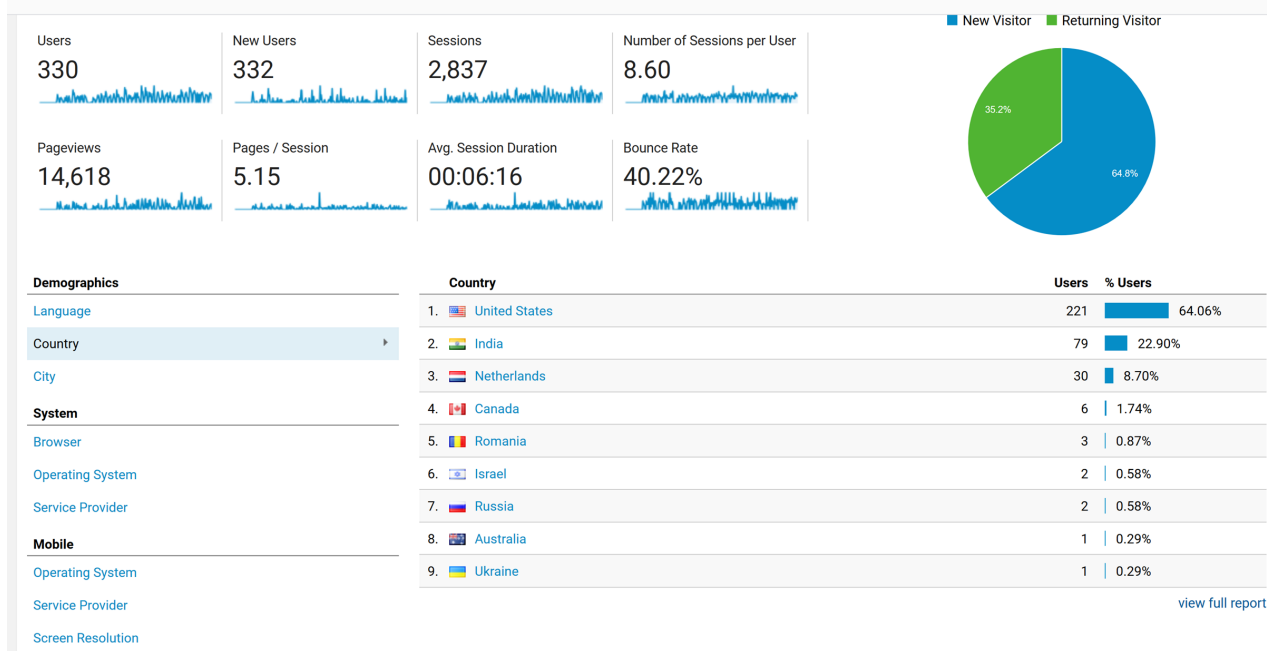 New Visitor Returning Visitor
Users New Users Sessions Number of Sessions per User
330 332 2,837 8.60
35.2%
64.8%
Pageviews Pages / Session Avg. Session Duration Bounce Rate
14,618 5.15 00:06:16 40.22%
Demographics
Language
Country
City
System
Browser
Operating System
Service Provider
Mobile
Operating System
Service Provider
Screen Resolution
Country Users % Users
1. United States 221 64.06%
2. India 79 22.90%
3. Netherlands 30 8.70%
4. Canada 6 1.74%
5. Romania 3 0.87%
6. Israel 2 0.58%
7. Russia 2 0.58%
8. Australia 1 0.29%
9. Ukraine 1 0.29%
view full report